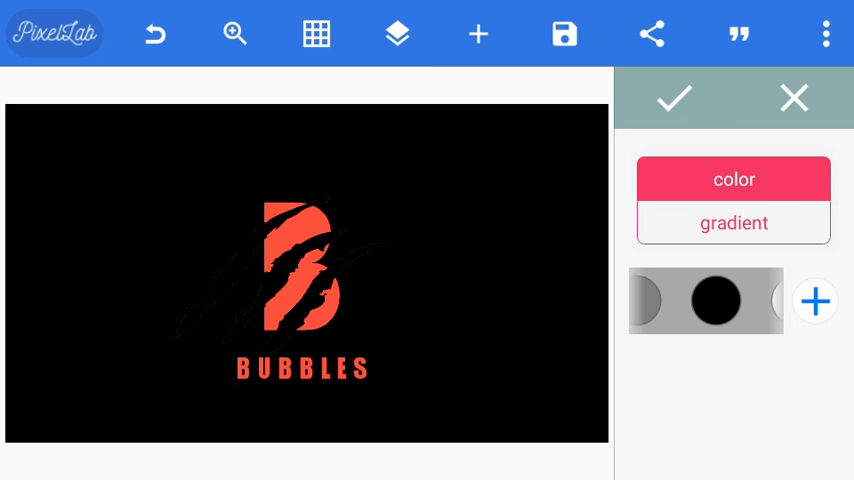 PixelLab
color
gradient
B
BUBBLES